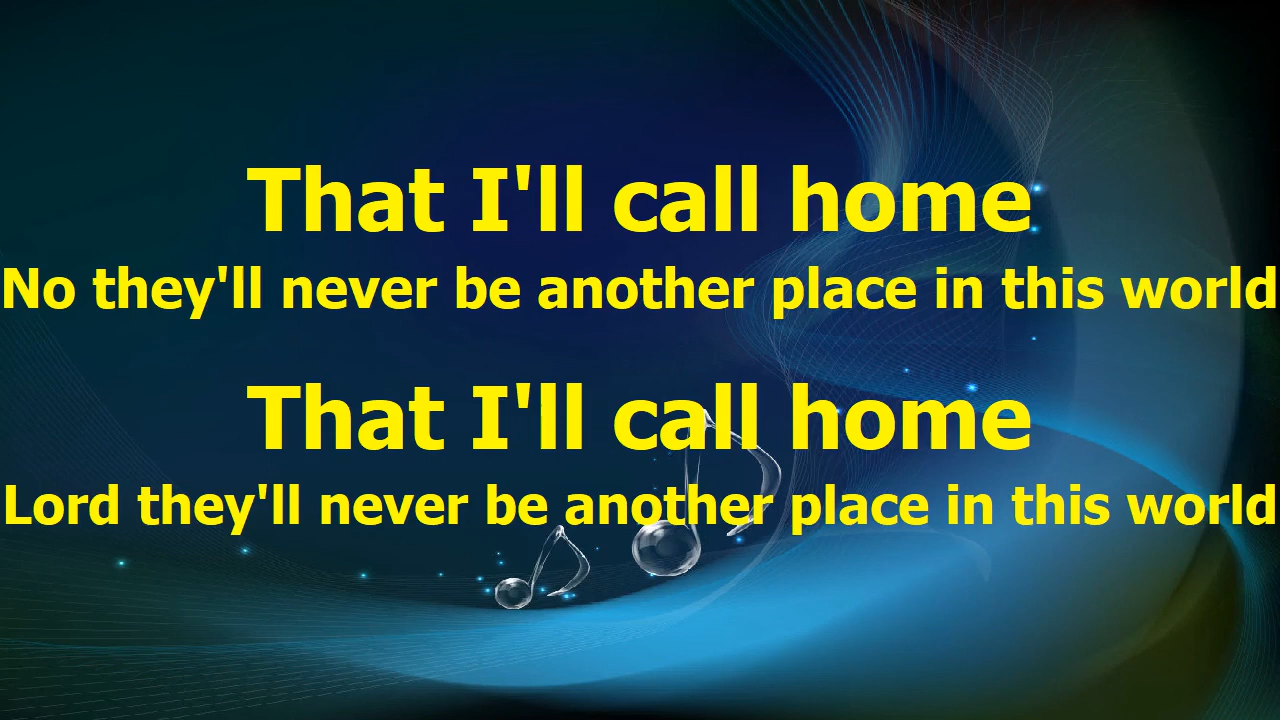 That I'll call home
No they'll never be another place in this world
That I'll call home
Lord they'll never be another place in this world